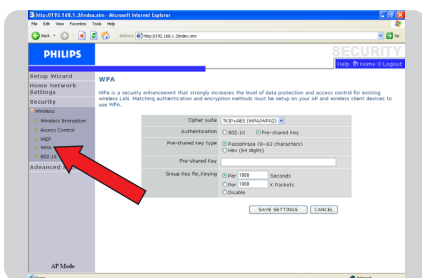 http://192.168.1.3/index.stm - Microsoft Internet Explorer
File Edit View Favorites Tools Help
Back
Address http://192.168.1.3/index.stm Go
PHILIPS
SECURITY
Help Home Logout
Setup Wizard
Home Network Settings
Security
Wireless
Wireless Encryption
Access Control
WEP
WPA
802.1X
Advanced
AP Mode
WPA
WPA is a security enhancement that strongly increases the level of data protection and access control for existing
wireless LAN. Matching authentication and encryption methods must be setup on your AP and wireless client devices to
use WPA.
Cipher suite TKIP+AES (WPA/WPA2)
Authentication 802.1X Pre-shared Key
Pre-shared key type Passphrase (8~63 characters)
Hex (64 digits)
Pre-shared Key
Group Key Re_Keying Per 1800 Seconds
Per 1000 K Packets
Disable
SAVE SETTINGS CANCEL
Internet